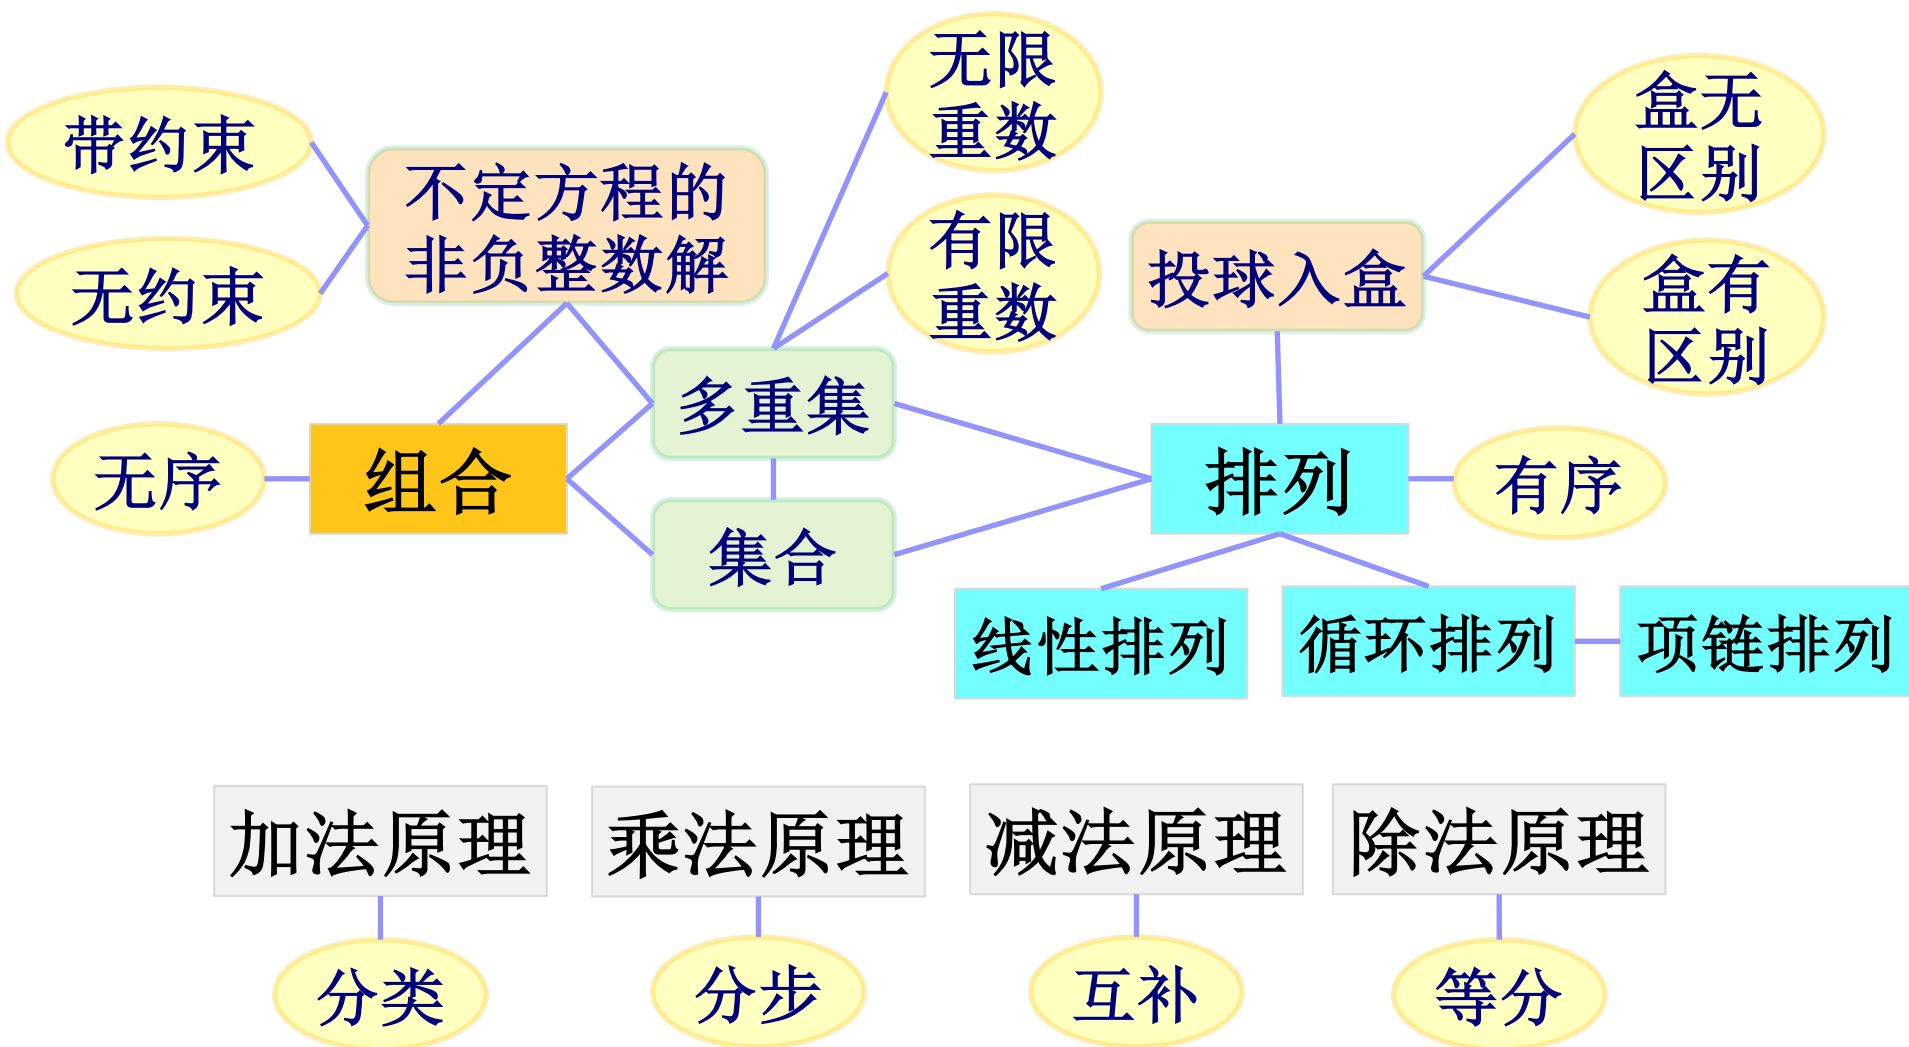 无限
重数
盒无
区别
带约束
不定方程的
非负整数解
有限
重数
投球入盒
盒有
区别
无约束
多重集
无序
组合
排列
有序
集合
线性排列
循环排列
项链排列
加法原理
乘法原理
减法原理
除法原理
分类
分步
互补
等分